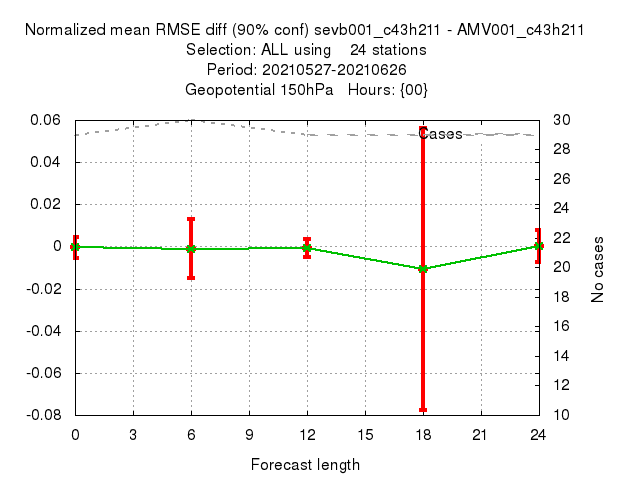 Normalized mean RMSE diff (90% conf) sevb001_c43h211 - AMV001_c43h211
Selection: ALL using    24 stations
Period: 20210527-20210626
Geopotential 150hPa   Hours: {00}
0.06
0.04
0.02
0
-0.02
-0.04
-0.06
-0.08
Cases
30
28
26
24
22
20
18
16
14
12
10
No cases
0 3 6 9 12 15 18 21 24
Forecast length